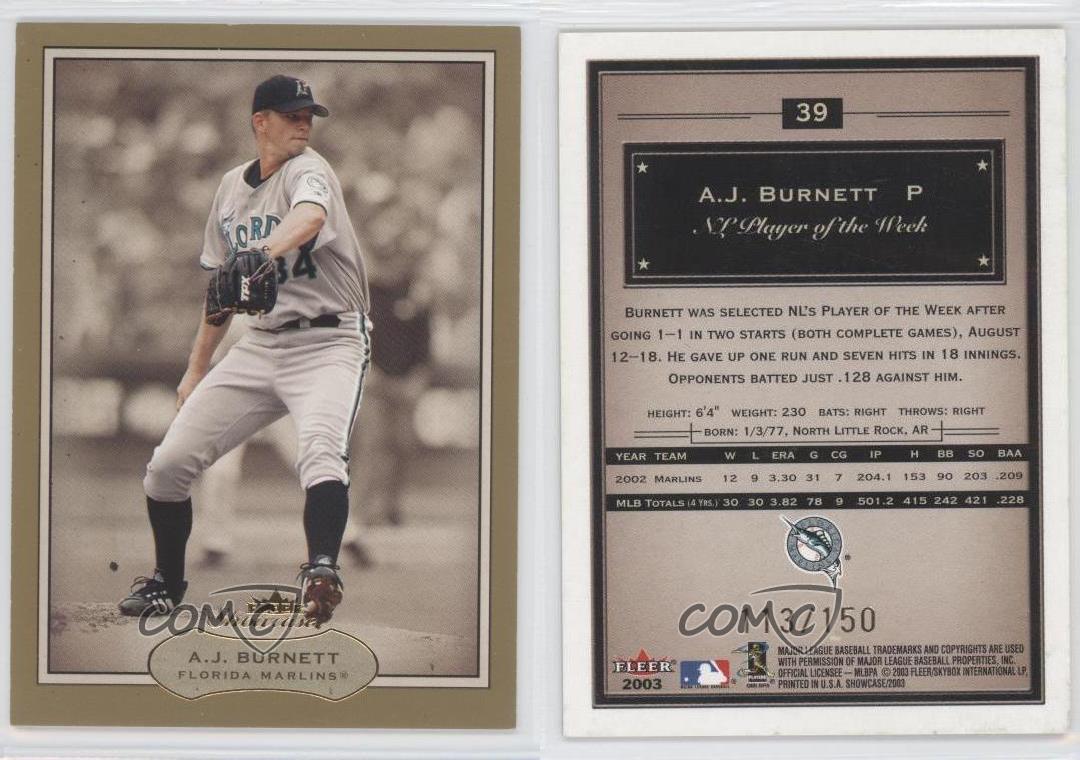 M
FLORID
34
TPX
FLEER
Showcase
COMC
A.J. BURNETT
FLORIDA MARLINS®
39
A.J. BURNETT P
NL Player of the Week
BURNETT WAS SELECTED NL'S PLAYER OF THE WEEK AFTER
GOING 1-1 IN TWO STARTS (BOTH COMPLETE GAMES), AUGUST
12-18. HE GAVE UP ONE RUN AND SEVEN HITS IN 18 INNINGS.
OPPONENTS BATTED JUST .128 AGAINST HIM.
HEIGHT: 6'4" WEIGHT: 230 BATS: RIGHT THROWS: RIGHT
BORN: 1/3/77, NORTH LITTLE ROCK, AR
YEAR TEAM W L ERA G CG IP H BB SO BAA
2002 MARLINS 12 9 3.30 31 7 204.1 153 90 203 .209
MLB TOTALS (4 YRS.) 30 30 3.82 78 9 501.2 415 242 421 .228
COMC
113/150
FLEER
2003
MAJOR LEAGUE BASEBALL TRADEMARKS AND COPYRIGHTS ARE USED
WITH PERMISSION OF MAJOR LEAGUE BASEBALL PROPERTIES, INC.
OFFICIAL LICENSEE — MLBPA © 2003 FLEER/SKYBOX INTERNATIONAL LP,
PRINTED IN U.S.A. SHOWCASE/2003